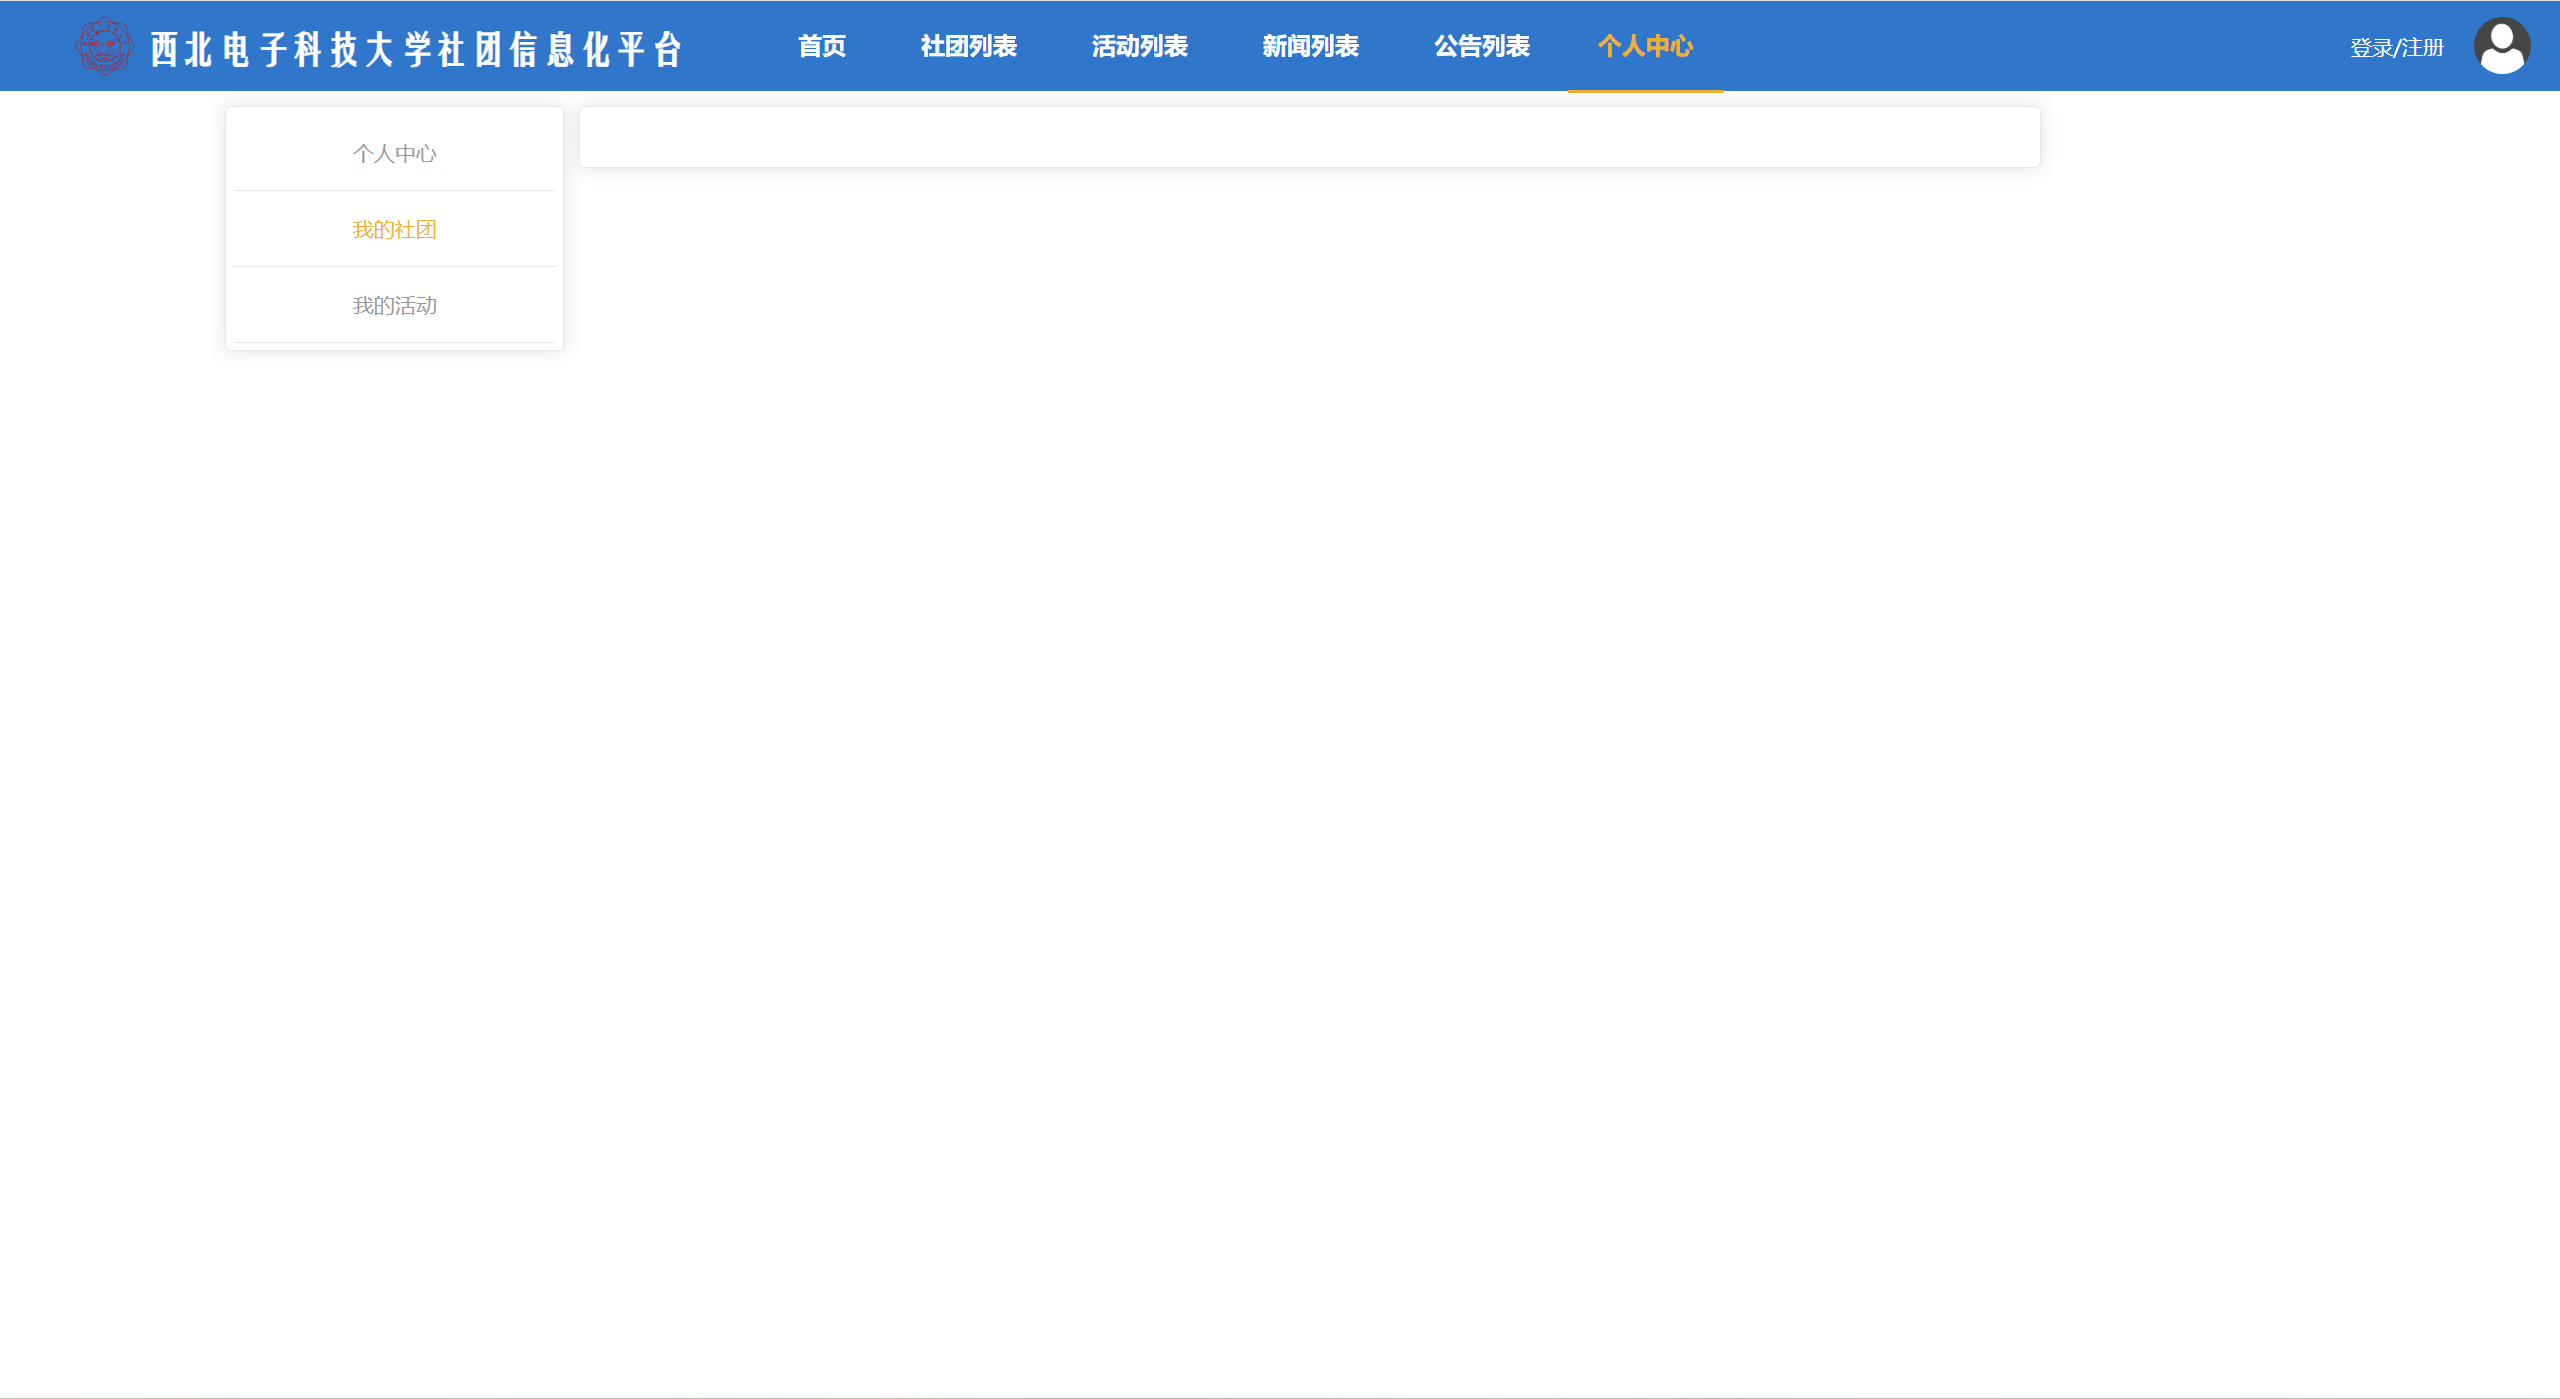 西北电子科技大学社团信息化平台
首页 社团列表 活动列表 新闻列表 公告列表 个人中心
登录/注册
个人中心
我的社团
我的活动